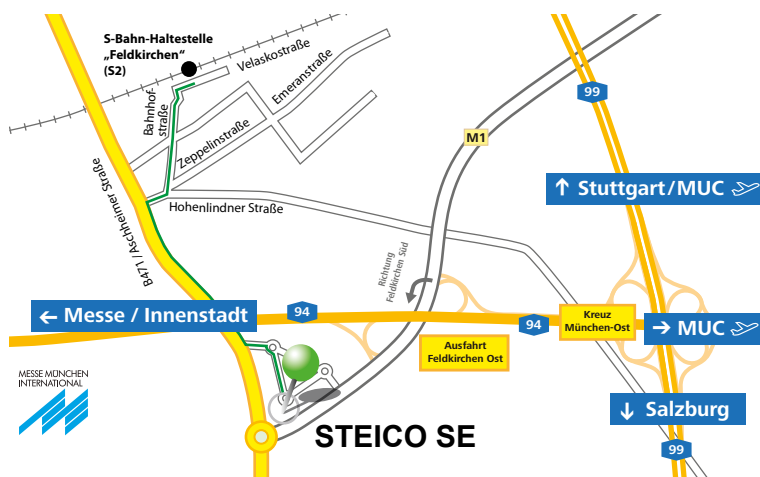 S-Bahn-Haltestelle
„Feldkirchen“
(S2)
Velaskostraße
Emeranstraße
Bahnhof-
straße
Zeppelinstraße
99
M1
B471/Aschheimer Straße
Hohenlindner Straße
↑ Stuttgart/MUC
Richtung
Feldkirchen Süd
← Messe / Innenstadt
94
94
Kreuz
München-Ost
→ MUC
Ausfahrt
Feldkirchen Ost
MESSE MÜNCHEN
INTERNATIONAL
↓ Salzburg
STEICO SE
99